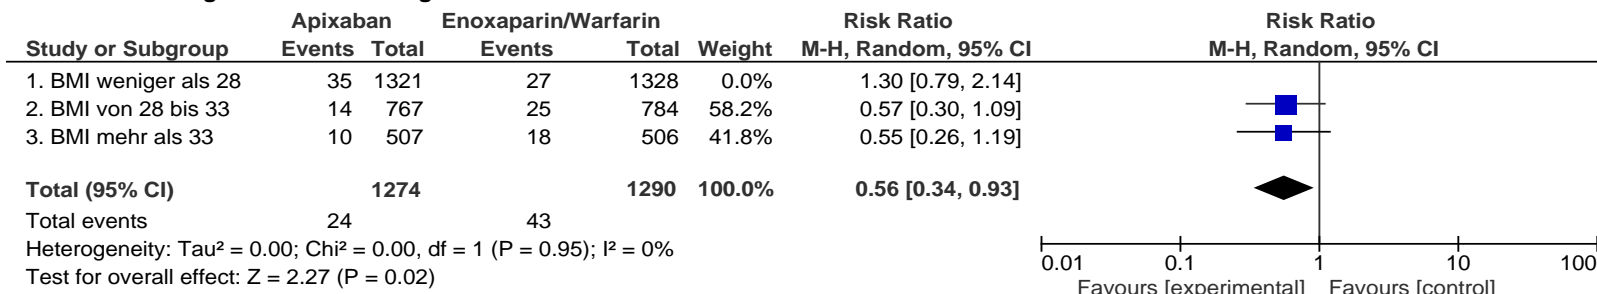 Apixaban Enoxaparin/Warfarin Risk Ratio Risk Ratio
Study or Subgroup Events Total Events Total Weight M-H, Random, 95% CI M-H, Random, 95% CI
1. BMI weniger als 28 35 1321 27 1328 0.0% 1.30 [0.79, 2.14]
2. BMI von 28 bis 33 14 767 25 784 58.2% 0.57 [0.30, 1.09]
3. BMI mehr als 33 10 507 18 506 41.8% 0.55 [0.26, 1.19]
Total (95% CI) 1274 1290 100.0% 0.56 [0.34, 0.93]
Total events 24 43
Heterogeneity: Tau² = 0.00; Chi² = 0.00, df = 1 (P = 0.95); I² = 0%
Test for overall effect: Z = 2.27 (P = 0.02)
0.01 0.1 1 10 100
Favours [experimental] Favours [control]